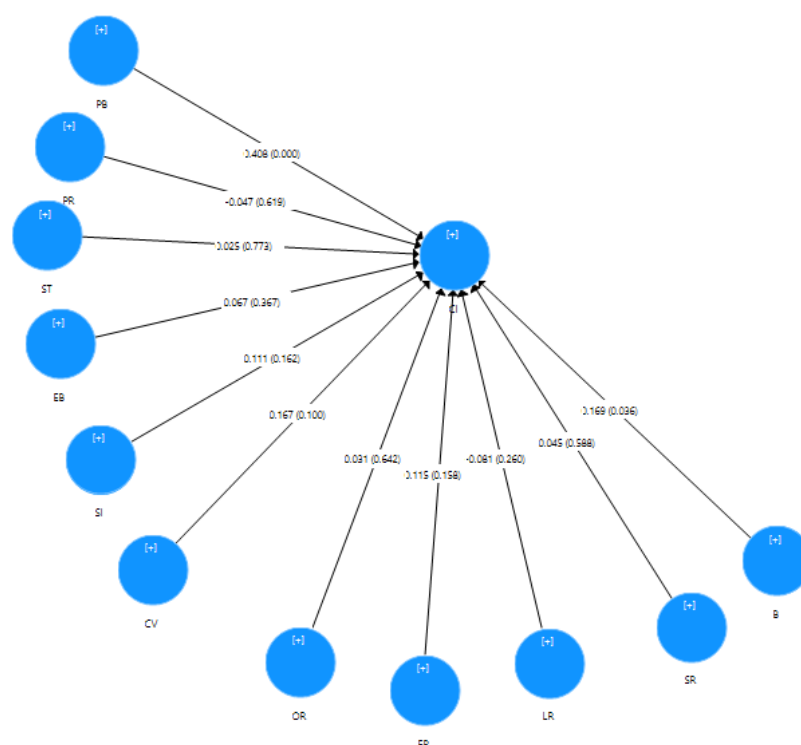 [+]
PB
[+]
PR
[+]
ST
[+]
EB
[+]
SI
[+]
CV
[+]
OR
[+]
[+]
LR
[+]
SR
[+]
B
[+]
CI
0.408 (0.000)
-0.047 (0.619)
0.025 (0.773)
0.067 (0.367)
0.111 (0.162)
0.167 (0.100)
0.031 (0.642)
0.115 (0.158)
-0.081 (0.260)
0.045 (0.588)
0.169 (0.036)